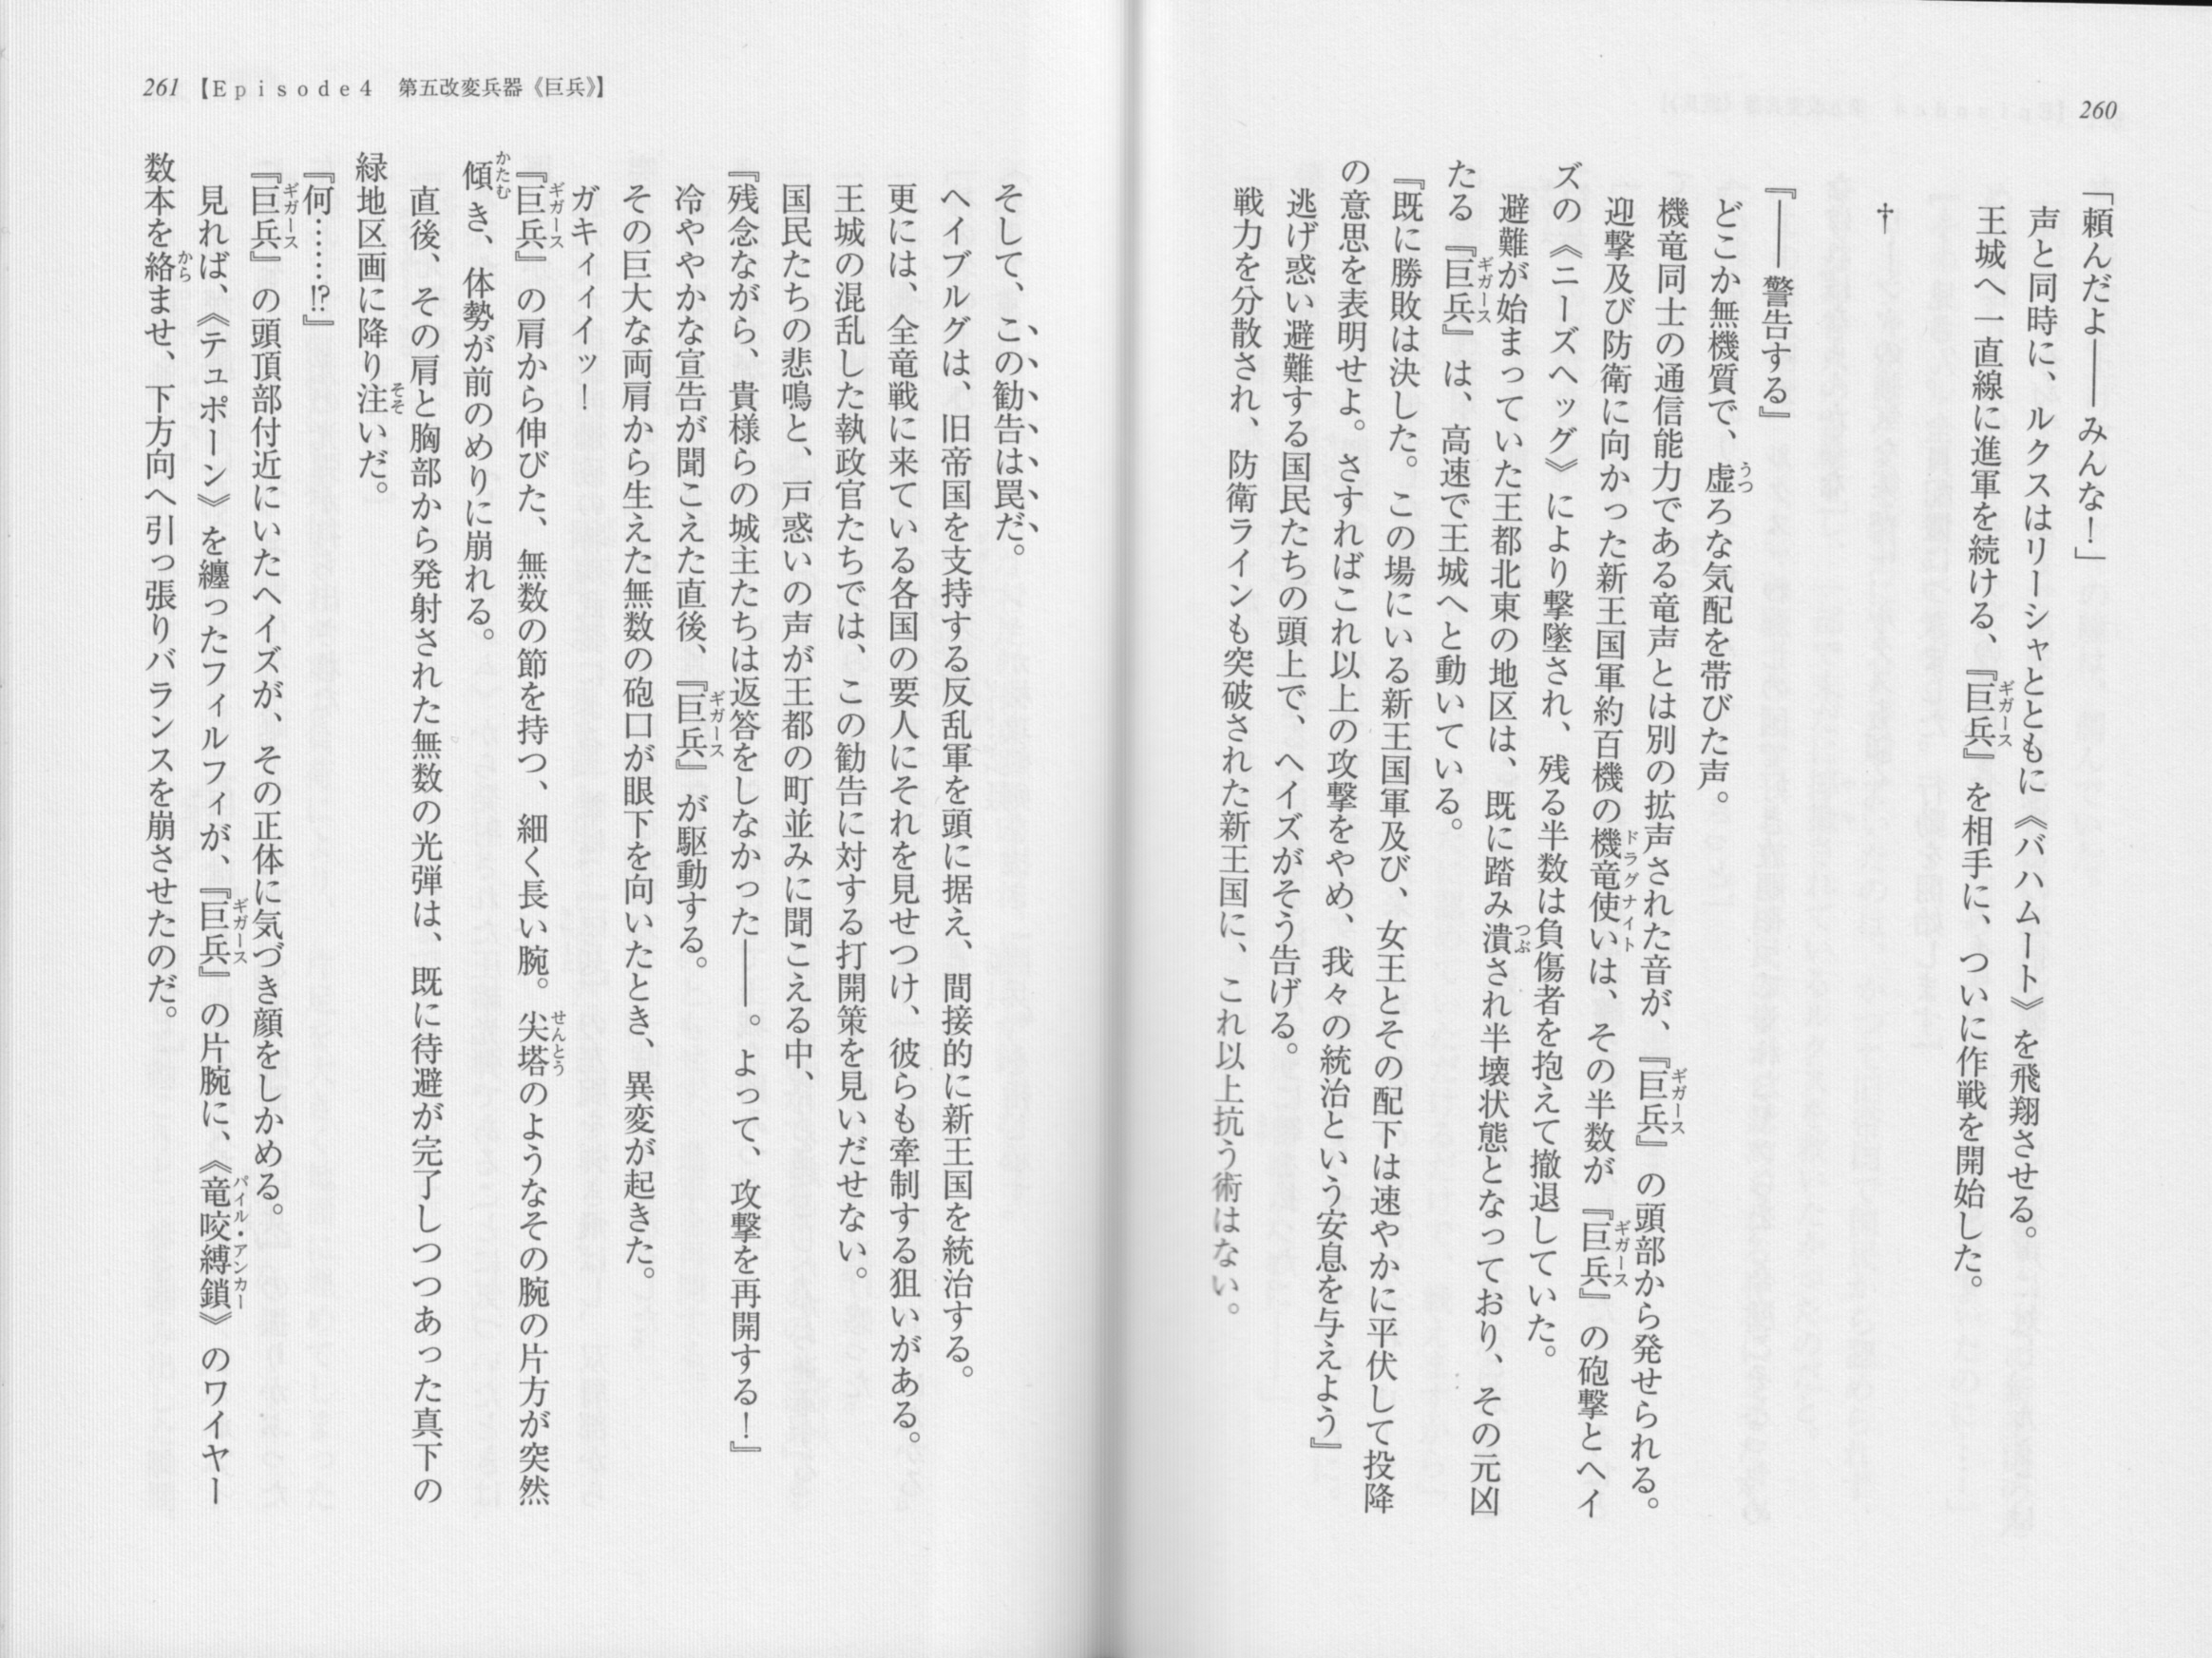 260
「頼んだよ――みんな！」
声と同時に、ルクスはリーシャとともに《バハムート》を飛翔させる。
王城へ一直線に進軍を続ける、『巨兵』を相手に、ついに作戦を開始した。
†
『――警告する』
どこか無機質で、虚ろな気配を帯びた声。
機竜同士の通信能力である竜声とは別の拡声された音が、『巨兵』の頭部から発せられる。
迎撃及び防衛に向かった新王国軍約百機の機竜使いは、その半数が『巨兵』の砲撃とヘイ
ズの《ニーズヘッグ》により撃墜され、残る半数は負傷者を抱えて撤退していた。
避難が始まっていた王都北東の地区は、既に踏み潰され半壊状態となっており、その元凶
たる『巨兵』は、高速で王城へと動いている。
『既に勝敗は決した。この場にいる新王国軍及び、女王とその配下は速やかに平伏して投降
の意思を表明せよ。さすればこれ以上の攻撃をやめ、我々の統治という安息を与えよう』
逃げ惑い避難する国民たちの頭上で、ヘイズがそう告げる。
戦力を分散され、防衛ラインも突破された新王国に、これ以上抗う術はない。
261【Episode4　第五改変兵器《巨兵》】
そして、この勧告は罠だ。
ヘイブルグは、旧帝国を支持する反乱軍を頭に据え、間接的に新王国を統治する。
更には、全竜戦に来ている各国の要人にそれを見せつけ、彼らも牽制する狙いがある。
王城の混乱した執政官たちでは、この勧告に対する打開策を見いだせない。
国民たちの悲鳴と、戸惑いの声が王都の町並みに聞こえる中、
『残念ながら、貴様らの城主たちは返答をしなかった――。よって、攻撃を再開する！』
冷ややかな宣告が聞こえた直後、『巨兵』が駆動する。
その巨大な両肩から生えた無数の砲口が眼下を向いたとき、異変が起きた。
ガキィィイッ！
『巨兵』の肩から伸びた、無数の節を持つ、細く長い腕。尖塔のようなその腕の片方が突然
傾き、体勢が前のめりに崩れる。
直後、その肩と胸部から発射された無数の光弾は、既に待避が完了しつつあった真下の
緑地区画に降り注いだ。
『何……!?』
『巨兵』の頭頂部付近にいたヘイズが、その正体に気づき顔をしかめる。
見れば、《テュポーン》を纏ったフィルフィが、『巨兵』の片腕に、《竜咬縛鎖》のワイヤー
数本を絡ませ、下方向へ引っ張りバランスを崩させたのだ。